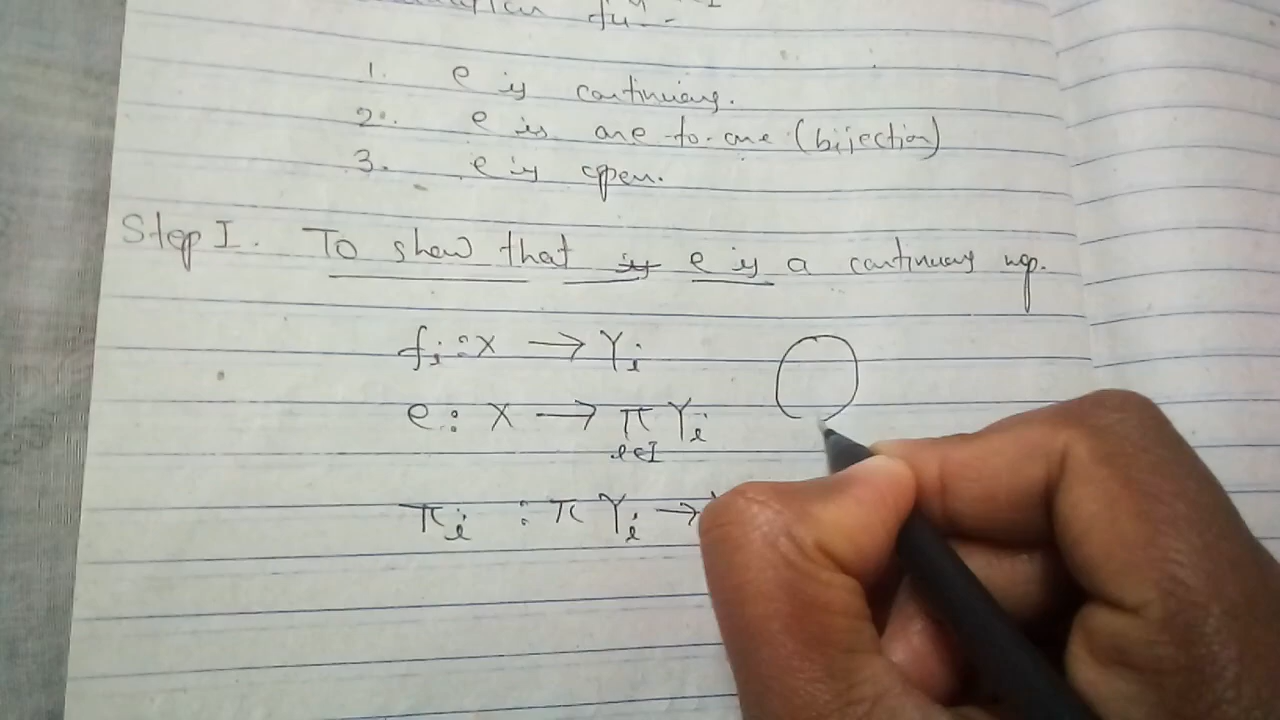 1. e is continuous.
2. e is one-to-one (bijection)
3. e is open.
Step I. To show that is e is a continuous map.
fᵢ : X → Yᵢ
e : X → π Yᵢ
i∈I
πᵢ : π Yᵢ →